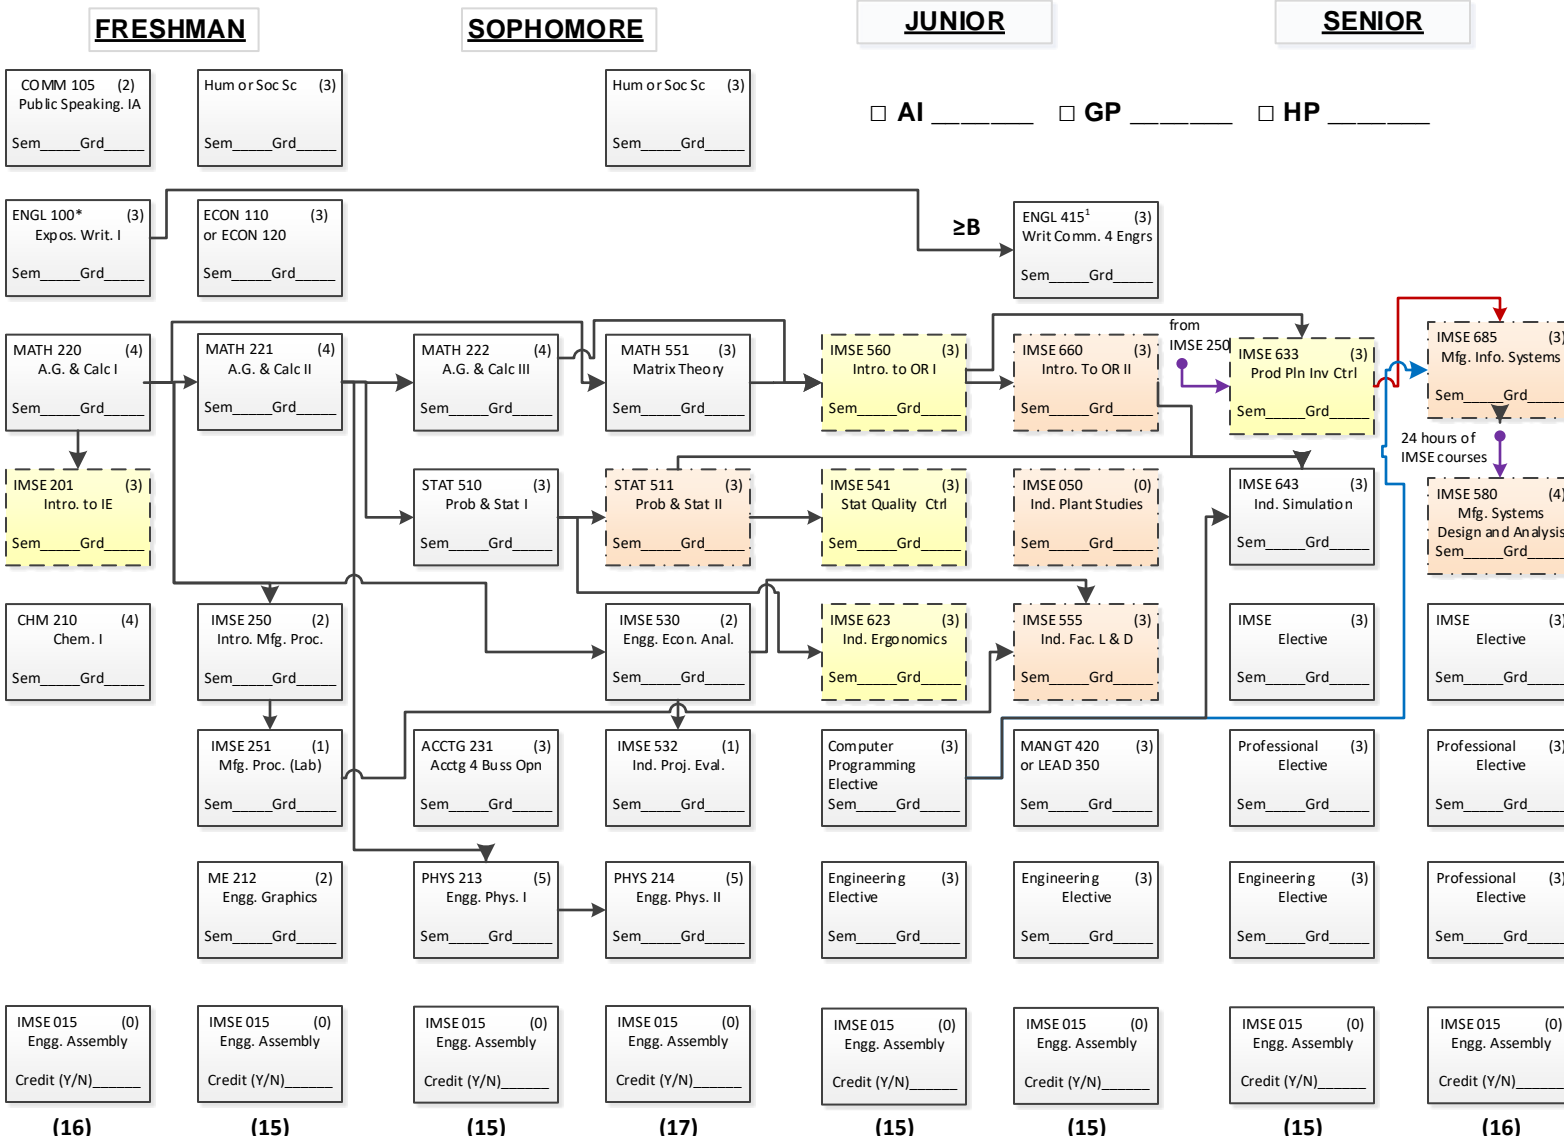 FRESHMAN
SOPHOMORE
JUNIOR
SENIOR
COMM 105 (2)
Public Speaking. IA
Sem_____Grd_____
Hum or Soc Sc (3)
Sem_____Grd_____
Hum or Soc Sc (3)
Sem_____Grd_____
□ AI _______ □ GP _______ □ HP _______
ENGL 100* (3)
Expos. Writ. I
Sem_____Grd_____
ECON 110 (3)
or ECON 120
Sem_____Grd_____
≥B
ENGL 415¹ (3)
Writ Comm. 4 Engrs
Sem_____Grd_____
MATH 220 (4)
A.G. & Calc I
Sem_____Grd_____
MATH 221 (4)
A.G. & Calc II
Sem_____Grd_____
MATH 222 (4)
A.G. & Calc III
Sem_____Grd_____
MATH 551 (3)
Matrix Theory
Sem_____Grd_____
IMSE 560 (3)
Intro. to OR I
Sem_____Grd_____
IMSE 660 (3)
Intro. To OR II
Sem_____Grd_____
from
IMSE 250
IMSE 633 (3)
Prod Pln Inv Ctrl
Sem_____Grd_____
IMSE 685 (3)
Mfg. Info. Systems
Sem_____Grd_____
24 hours of
IMSE courses
IMSE 201 (3)
Intro. to IE
Sem_____Grd_____
STAT 510 (3)
Prob & Stat I
Sem_____Grd_____
STAT 511 (3)
Prob & Stat II
Sem_____Grd_____
IMSE 541 (3)
Stat Quality Ctrl
Sem_____Grd_____
IMSE 050 (0)
Ind. Plant Studies
Sem_____Grd_____
IMSE 643 (3)
Ind. Simulation
Sem_____Grd_____
IMSE 580 (4)
Mfg. Systems
Design and Analysis
Sem_____Grd_____
CHM 210 (4)
Chem. I
Sem_____Grd_____
IMSE 250 (2)
Intro. Mfg. Proc.
Sem_____Grd_____
IMSE 530 (2)
Engg. Econ. Anal.
Sem_____Grd_____
IMSE 623 (3)
Ind. Ergonomics
Sem_____Grd_____
IMSE 555 (3)
Ind. Fac. L & D
Sem_____Grd_____
IMSE (3)
Elective
Sem_____Grd_____
IMSE (3)
Elective
Sem_____Grd_____
IMSE 251 (1)
Mfg. Proc. (Lab)
Sem_____Grd_____
ACCTG 231 (3)
Acctg 4 Buss Opn
Sem_____Grd_____
IMSE 532 (1)
Ind. Proj. Eval.
Sem_____Grd_____
Computer (3)
Programming
Elective
Sem_____Grd_____
MANGT 420 (3)
or LEAD 350
Sem_____Grd_____
Professional (3)
Elective
Sem_____Grd_____
Professional (3)
Elective
Sem_____Grd_____
ME 212 (2)
Engg. Graphics
Sem_____Grd_____
PHYS 213 (5)
Engg. Phys. I
Sem_____Grd_____
PHYS 214 (5)
Engg. Phys. II
Sem_____Grd_____
Engineering (3)
Elective
Sem_____Grd_____
Engineering (3)
Elective
Sem_____Grd_____
Engineering (3)
Elective
Sem_____Grd_____
Professional (3)
Elective
Sem_____Grd_____
IMSE 015 (0)
Engg. Assembly
Credit (Y/N)______
IMSE 015 (0)
Engg. Assembly
Credit (Y/N)______
IMSE 015 (0)
Engg. Assembly
Credit (Y/N)______
IMSE 015 (0)
Engg. Assembly
Credit (Y/N)______
IMSE 015 (0)
Engg. Assembly
Credit (Y/N)______
IMSE 015 (0)
Engg. Assembly
Credit (Y/N)______
IMSE 015 (0)
Engg. Assembly
Credit (Y/N)______
IMSE 015 (0)
Engg. Assembly
Credit (Y/N)______
(16) (15) (15) (17) (15) (15) (15) (16)